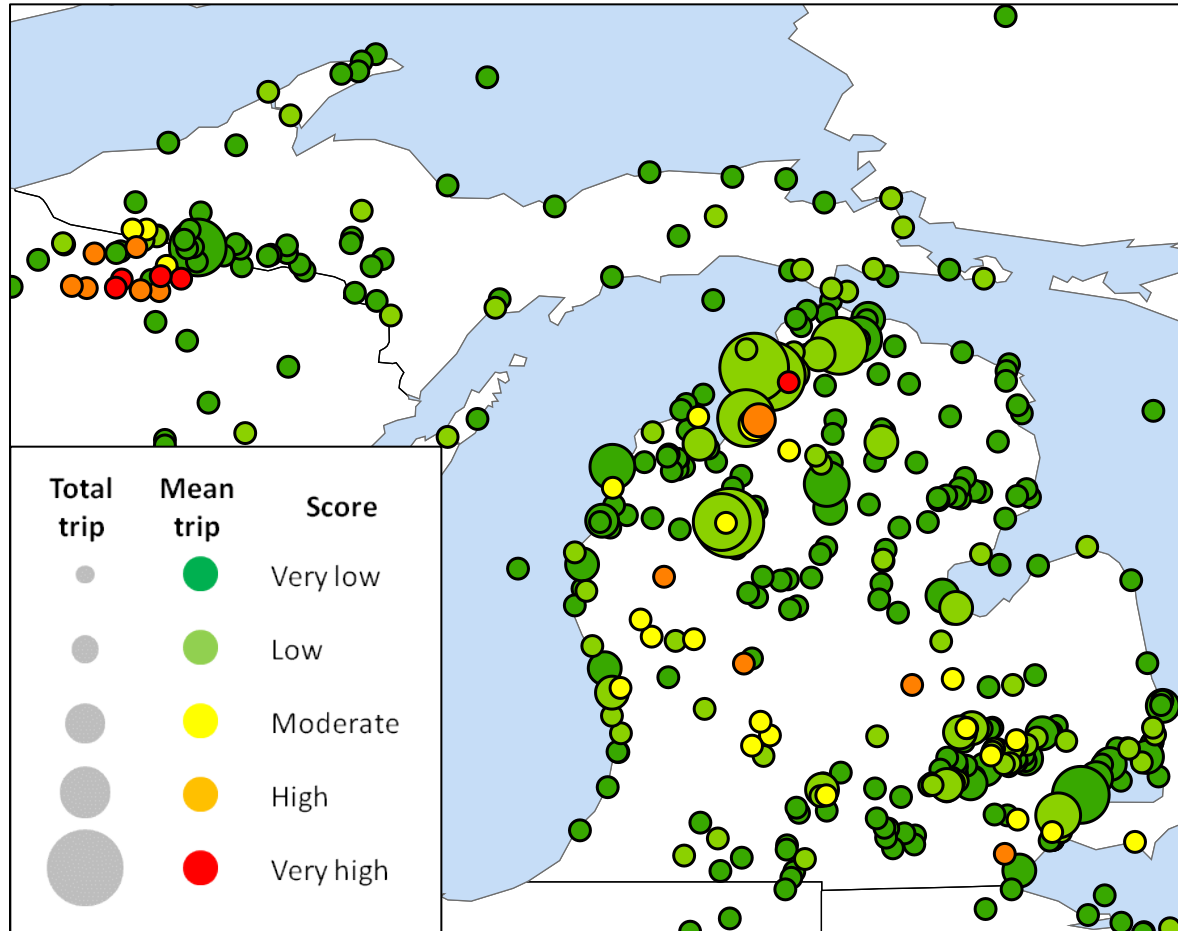 Total trip
Mean trip
Score
Very low
Low
Moderate
High
Very high